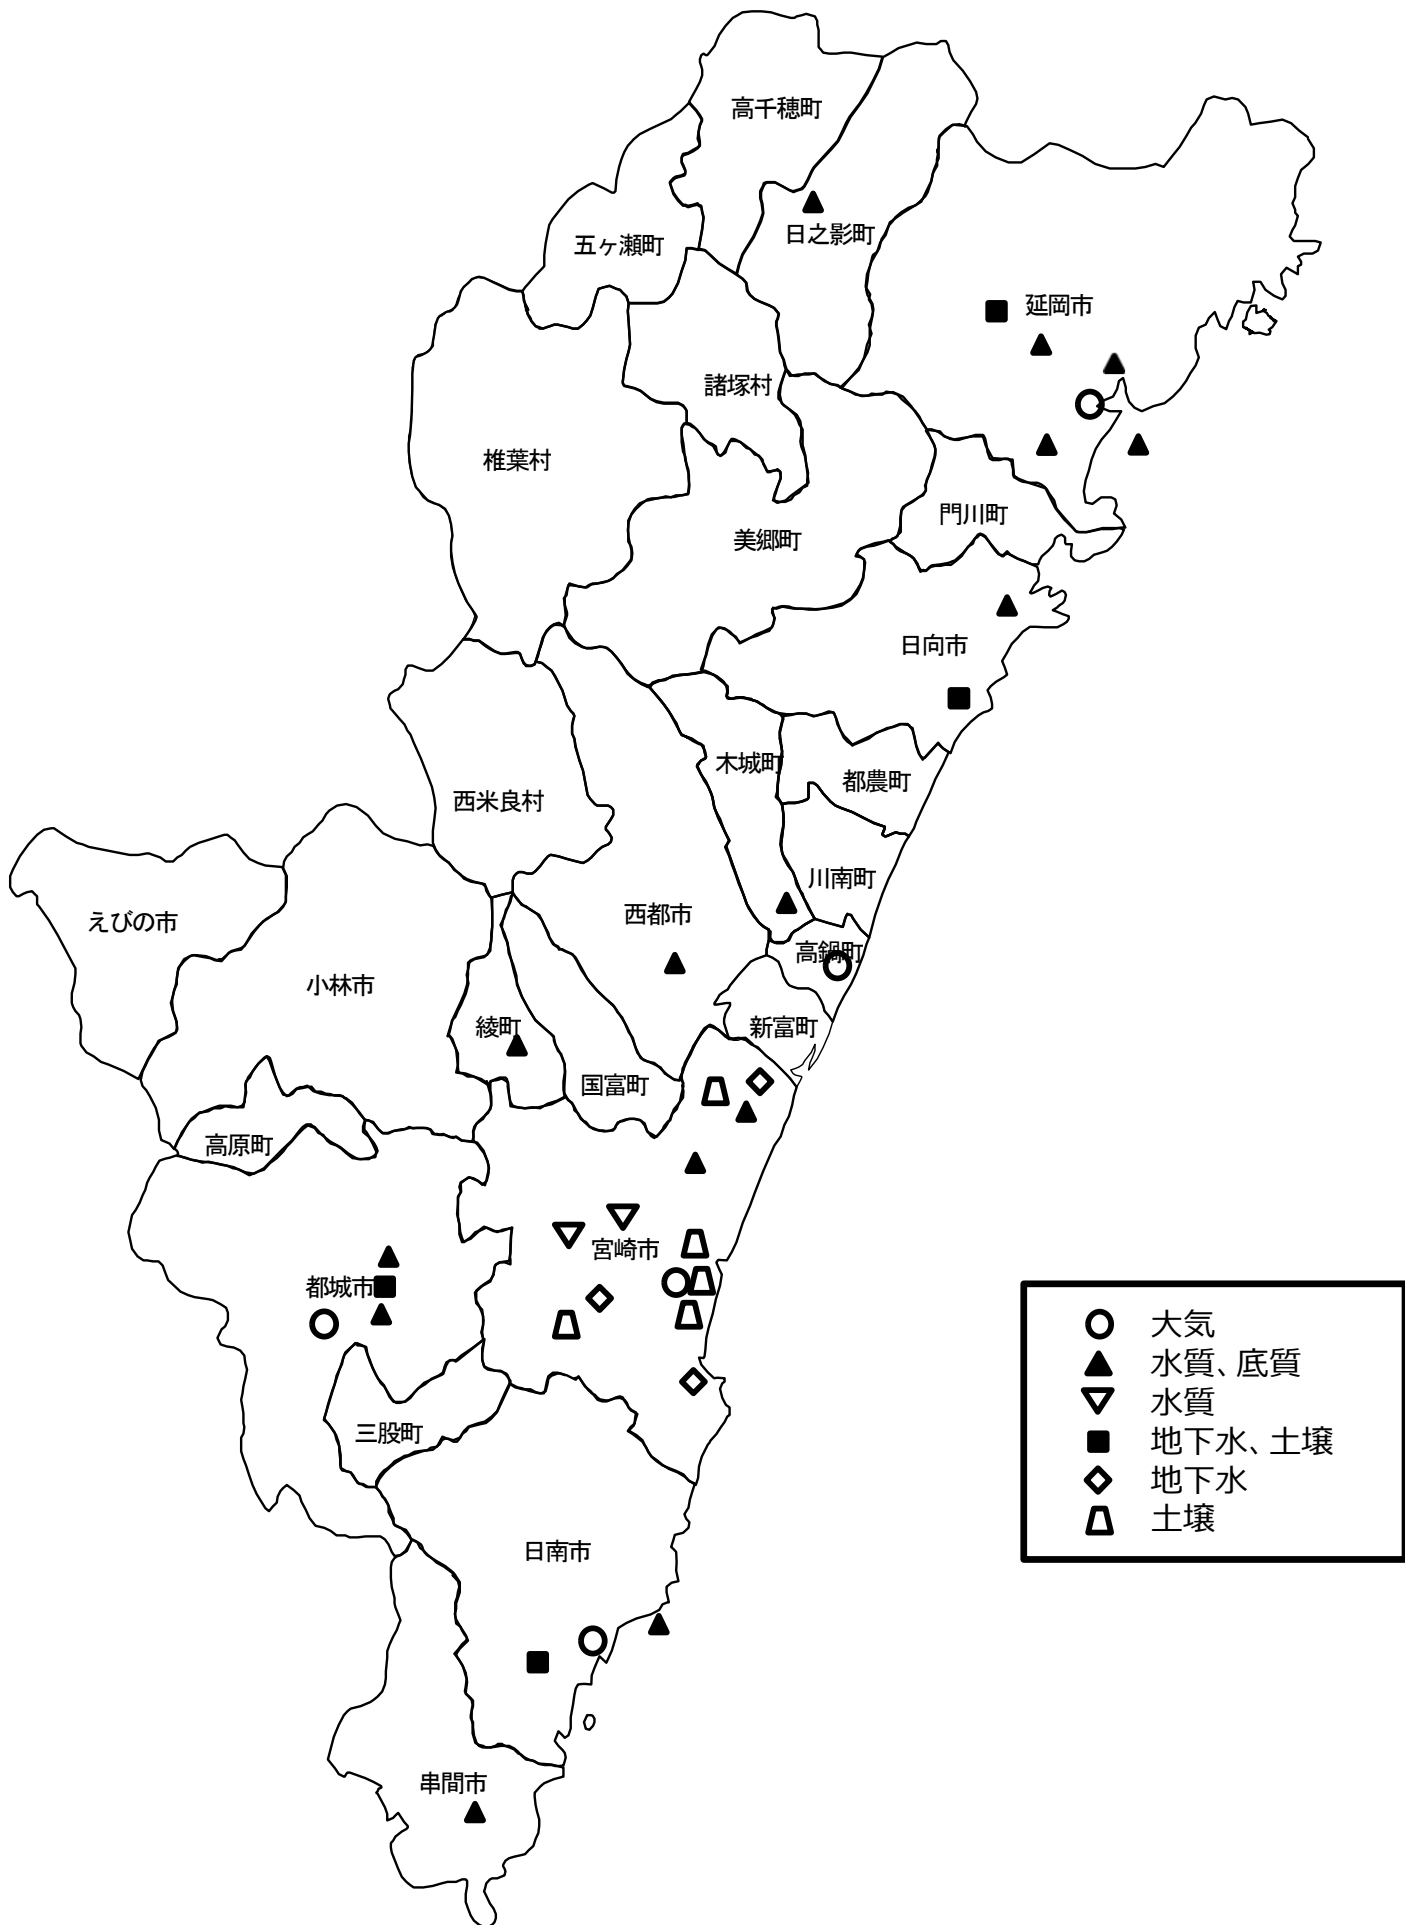 高千穂町
五ヶ瀬町
日之影町
延岡市
諸塚村
椎葉村
門川町
美郷町
日向市
木城町
都農町
西米良村
川南町
西都市
えびの市
高鍋町
小林市
綾町
新富町
国富町
高原町
宮崎市
都城市
三股町
日南市
串間市
大気
水質、底質
水質
地下水、土壌
地下水
土壌